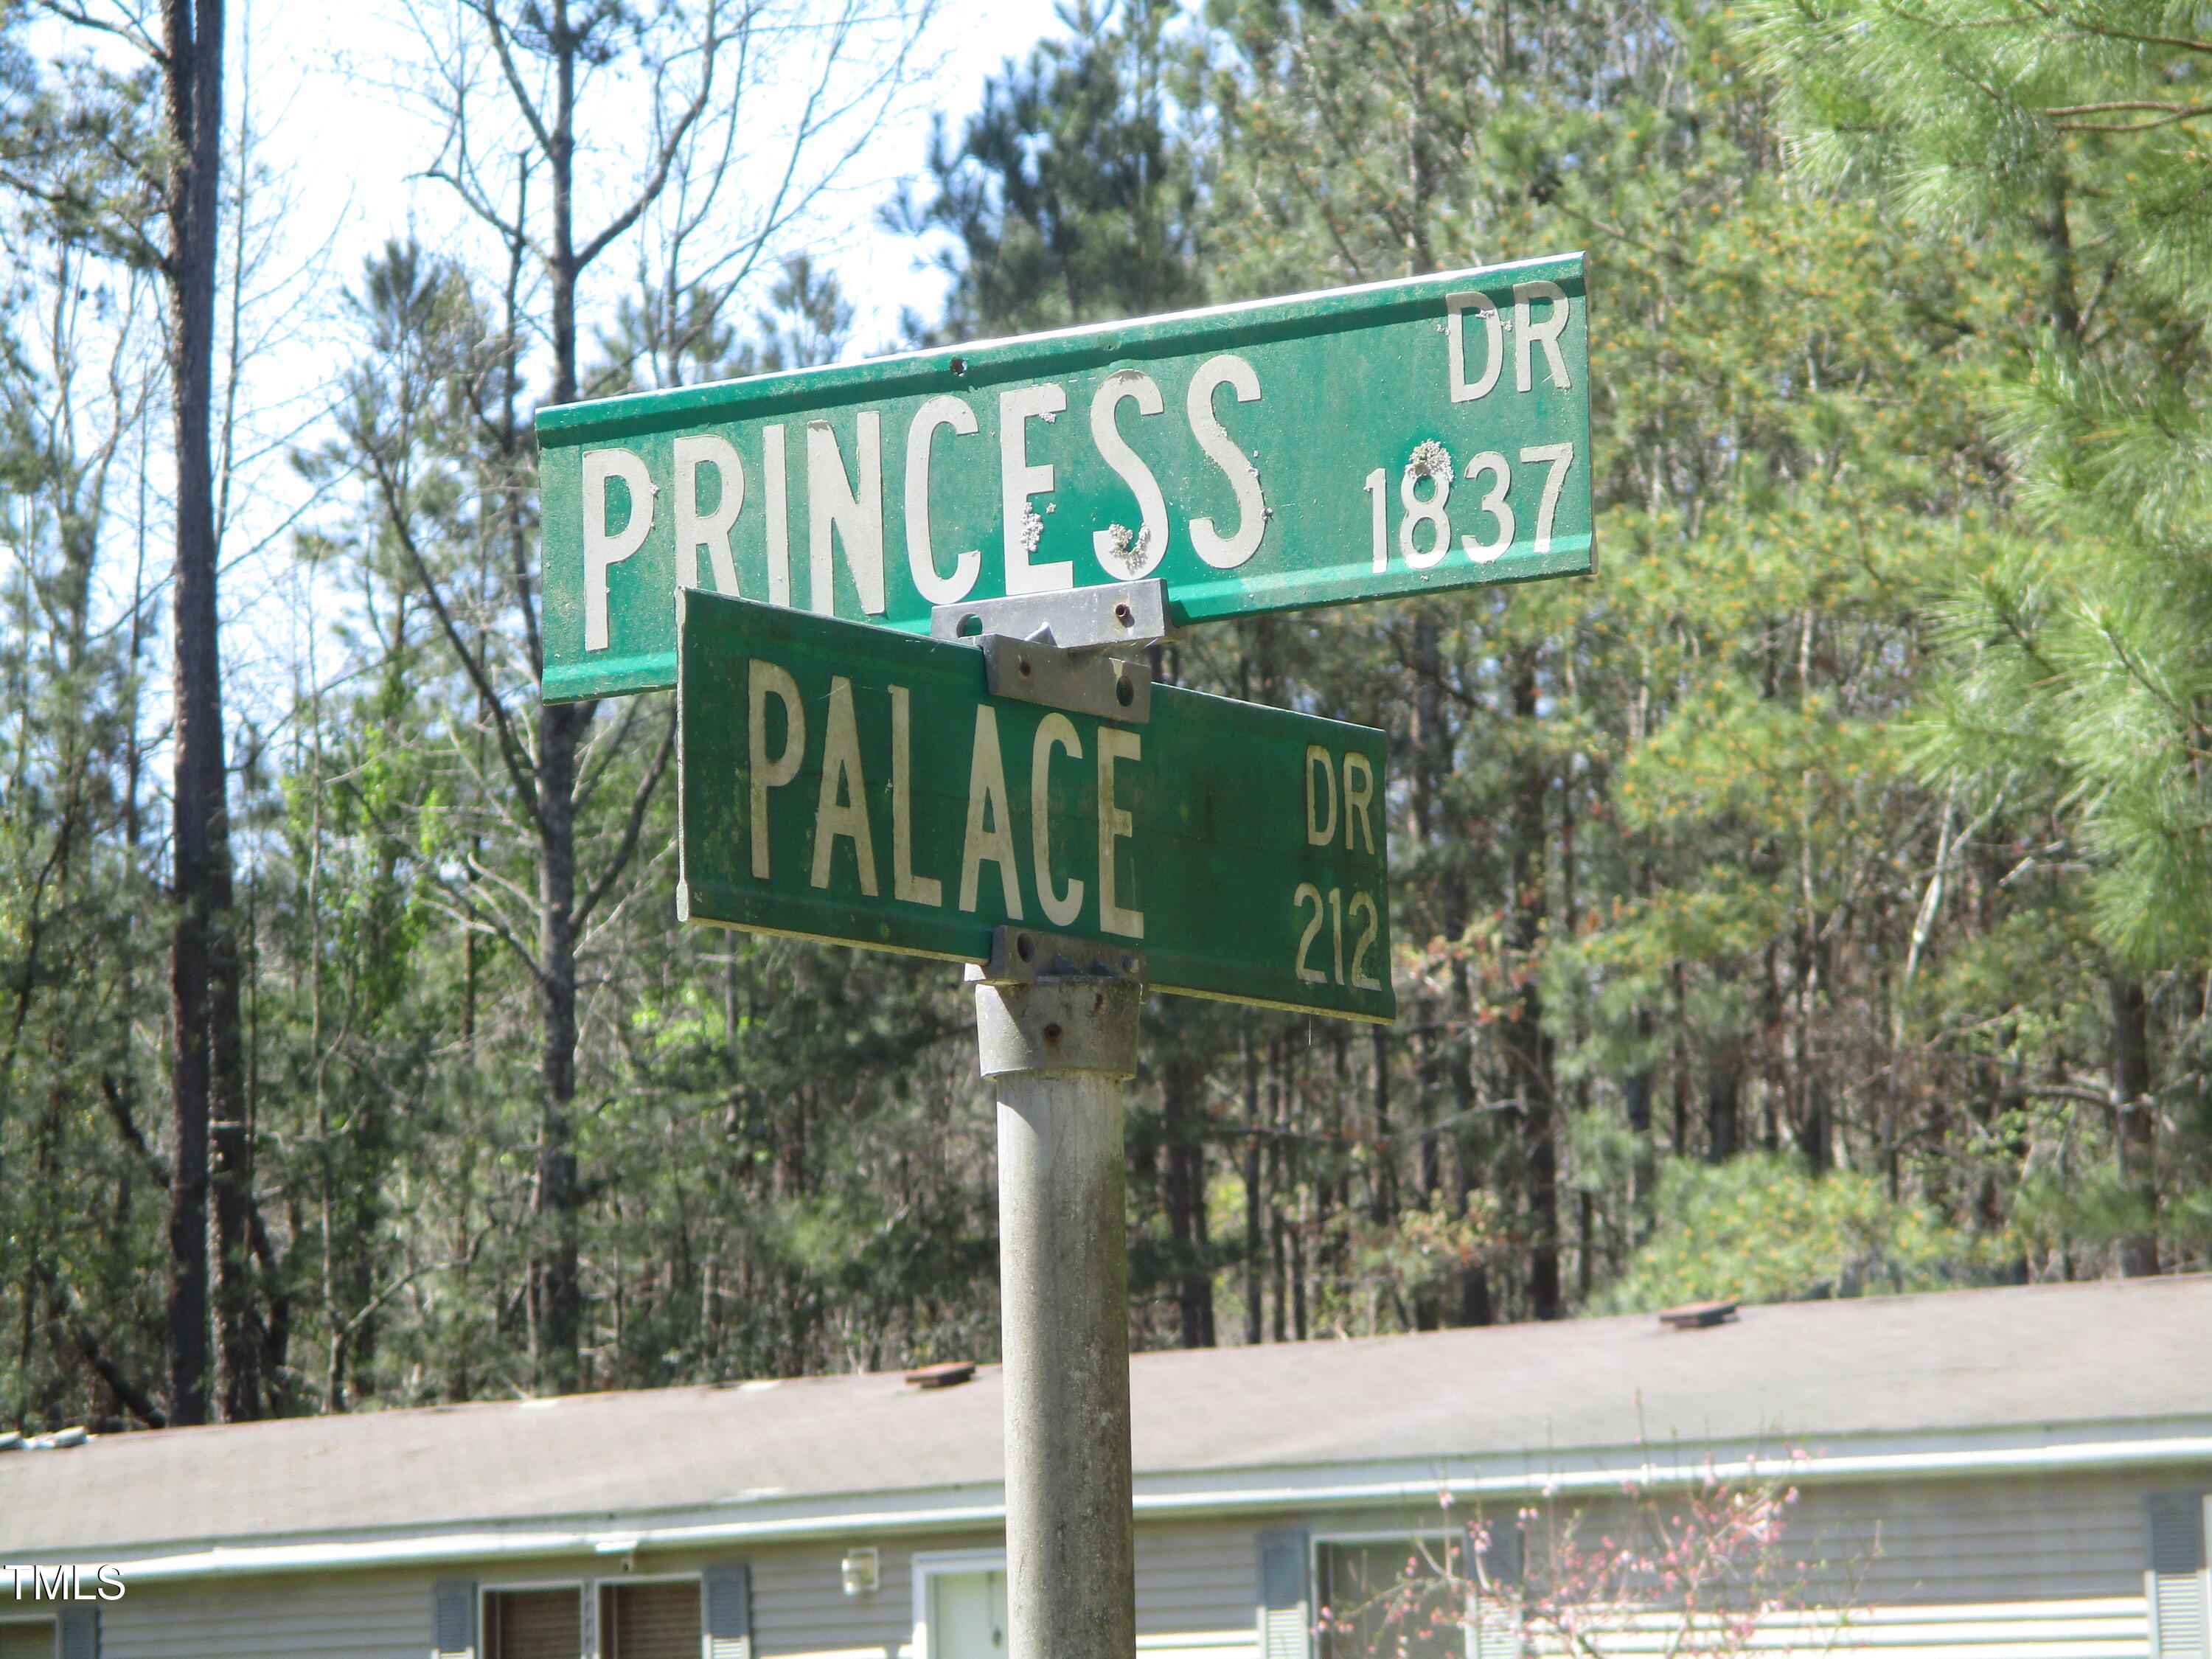 PRINCESS DR
1837
PALACE DR
212
TMLS